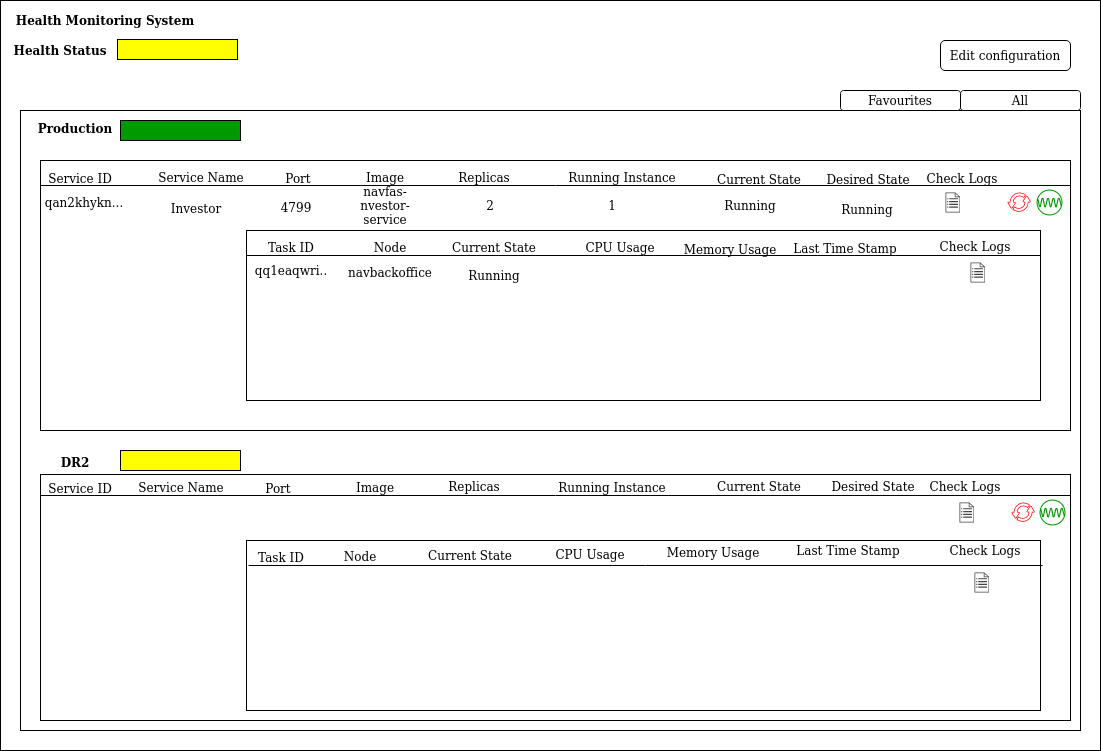 Health Monitoring System
Health Status
Edit configuration
Favourites All
Production
Service ID Service Name Port Image Replicas Running Instance Current State Desired State Check Logs
qan2khykn... Investor 4799 navfas-
nvestor-
service 2 1 Running Running
Task ID Node Current State CPU Usage Memory Usage Last Time Stamp Check Logs
qq1eaqwri.. navbackoffice Running
DR2
Service ID Service Name Port Image Replicas Running Instance Current State Desired State Check Logs
Task ID Node Current State CPU Usage Memory Usage Last Time Stamp Check Logs